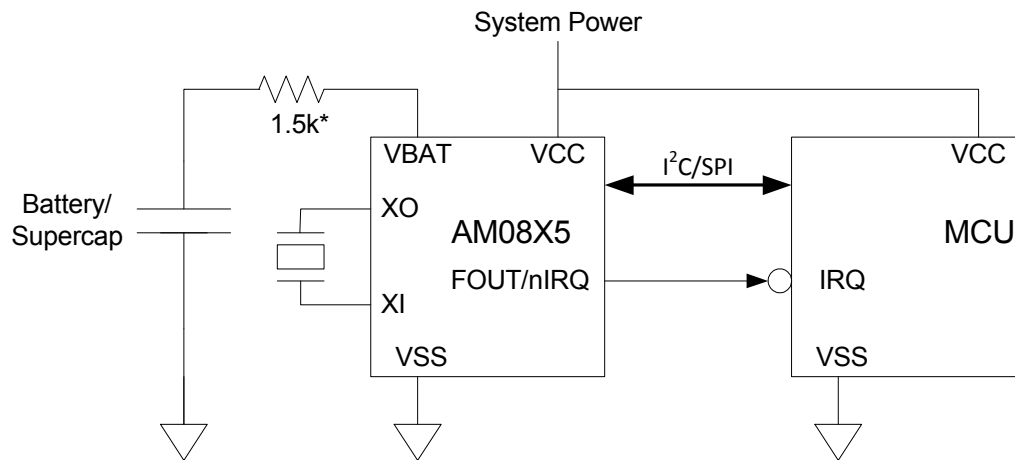 System Power
1.5k*
VBAT
VCC
VCC
I²C/SPI
Battery/
Supercap
XO
AM08X5
MCU
FOUT/nIRQ
IRQ
XI
VSS
VSS